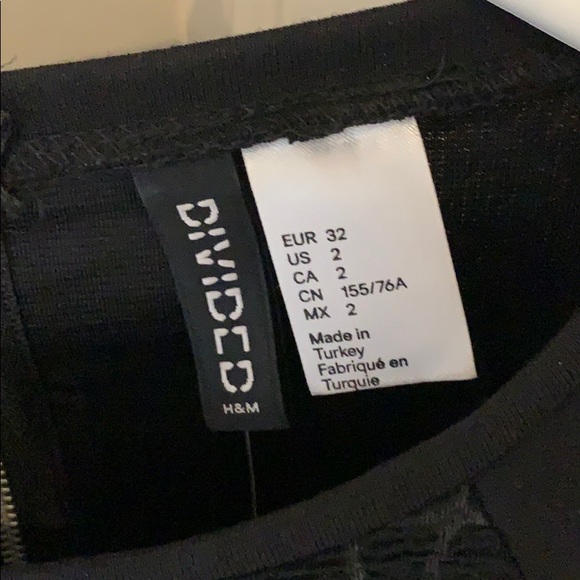 DIVIDED
H&M
EUR 32
US 2
CA 2
CN 155/76A
MX 2
Made in
Turkey
Fabriqué en
Turquie